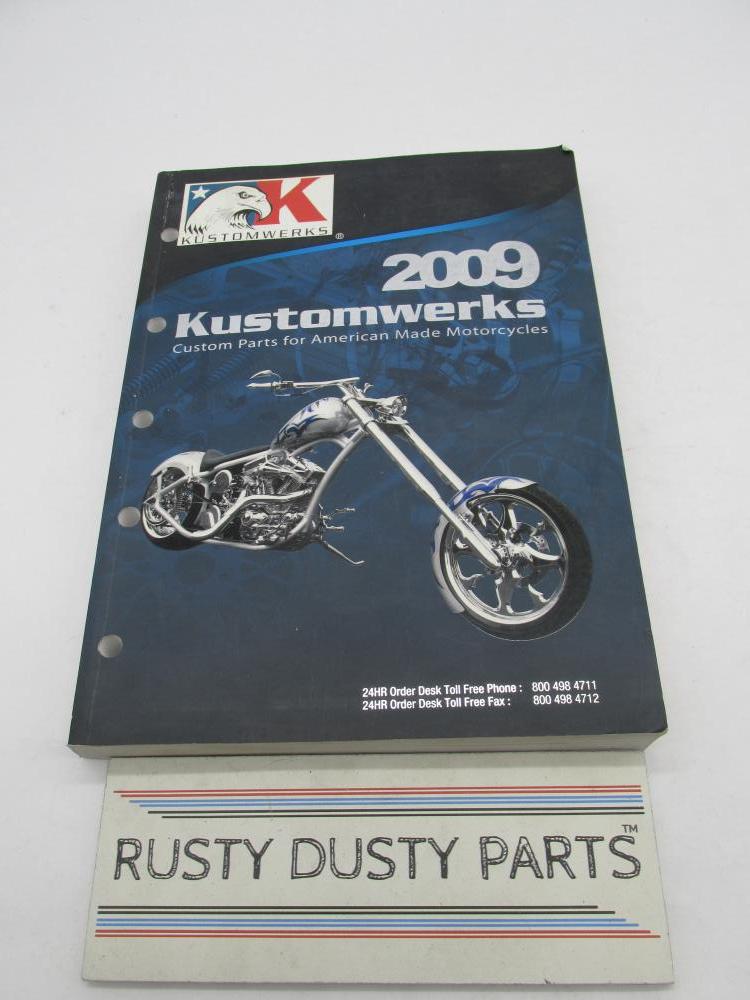 K
KUSTOMWERKS ®
2009
Kustomwerks
Custom Parts for American Made Motorcycles
24HR Order Desk Toll Free Phone : 800 498 4711
24HR Order Desk Toll Free Fax : 800 498 4712
RUSTY DUSTY PARTS™